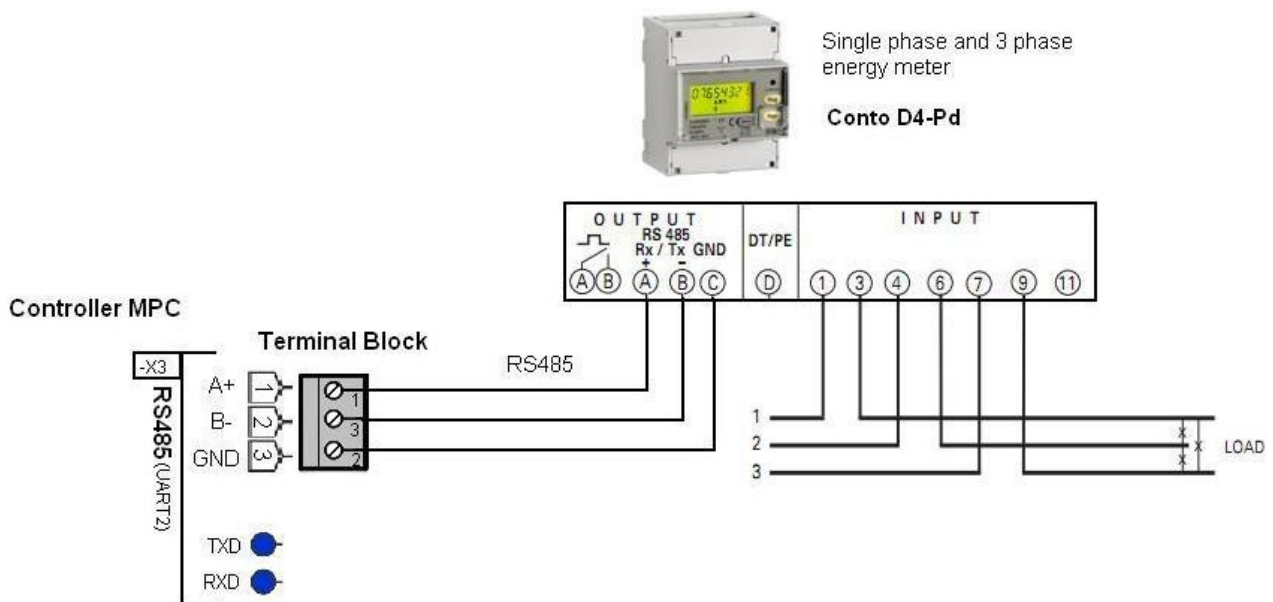 Single phase and 3 phase
energy meter
Conto D4-Pd
07654321
OUTPUT
RS 485
Rx / Tx GND
+ -
A B A B C
DT/PE
D
INPUT
1 3 4 6 7 9 11
Controller MPC
Terminal Block
RS485
-X3
RS485 (UART2)
A+ 1
B- 2
GND 3
1
3
2
TXD
RXD
1
2
3
LOAD